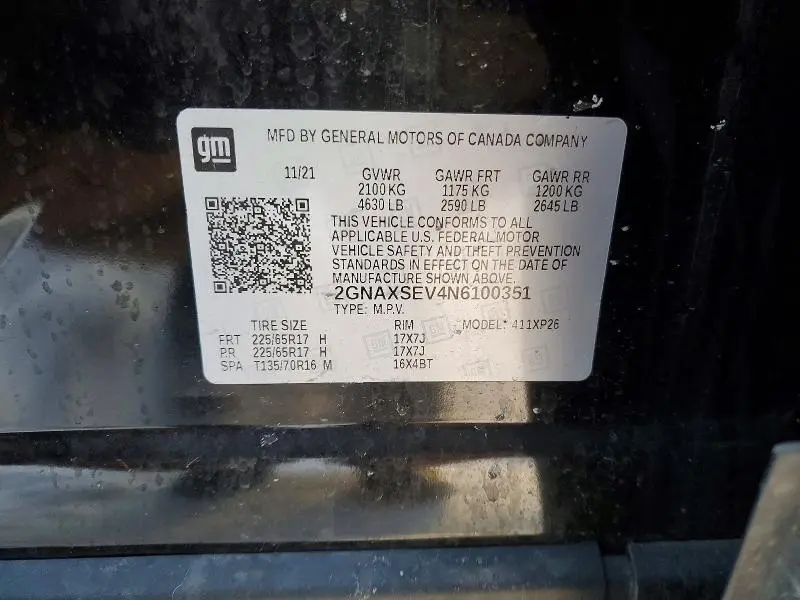 gm
MFD BY GENERAL MOTORS OF CANADA COMPANY
11/21 GVWR GAWR FRT GAWR RR
2100 KG 1175 KG 1200 KG
4630 LB 2590 LB 2645 LB
THIS VEHICLE CONFORMS TO ALL
APPLICABLE U.S. FEDERAL MOTOR
VEHICLE SAFETY AND THEFT PREVENTION
STANDARDS IN EFFECT ON THE DATE OF
MANUFACTURE SHOWN ABOVE.
2GNAXSEV4N6100351
TYPE: M.P.V.
TIRE SIZE RIM MODEL: 411XP26
FRT 225/65R17 H 17X7J
RR 225/65R17 H 17X7J
SPA T135/70R16 M 16X4BT